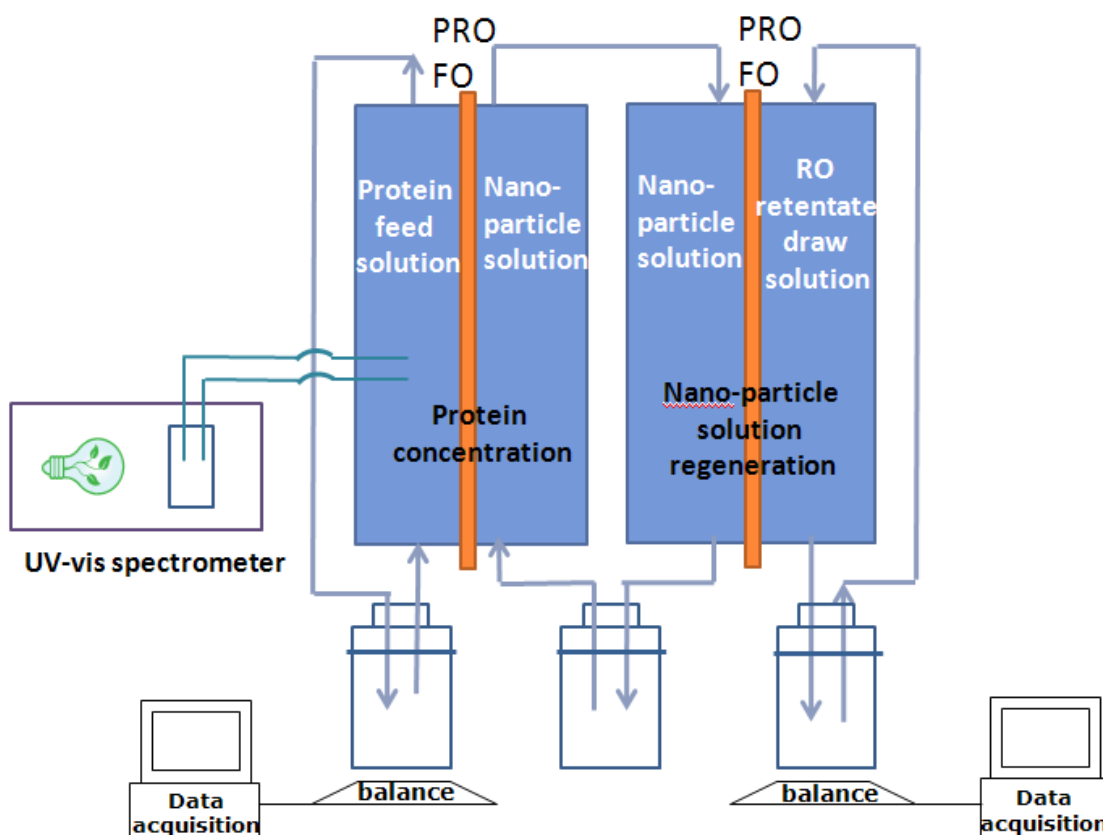 PRO
FO
PRO
FO
Protein
feed
solution
Nano-
particle
solution
Nano-
particle
solution
RO
retentate
draw
solution
Protein
concentration
Nano-particle
solution
regeneration
UV-vis spectrometer
Data
acquisition
balance
balance
Data
acquisition